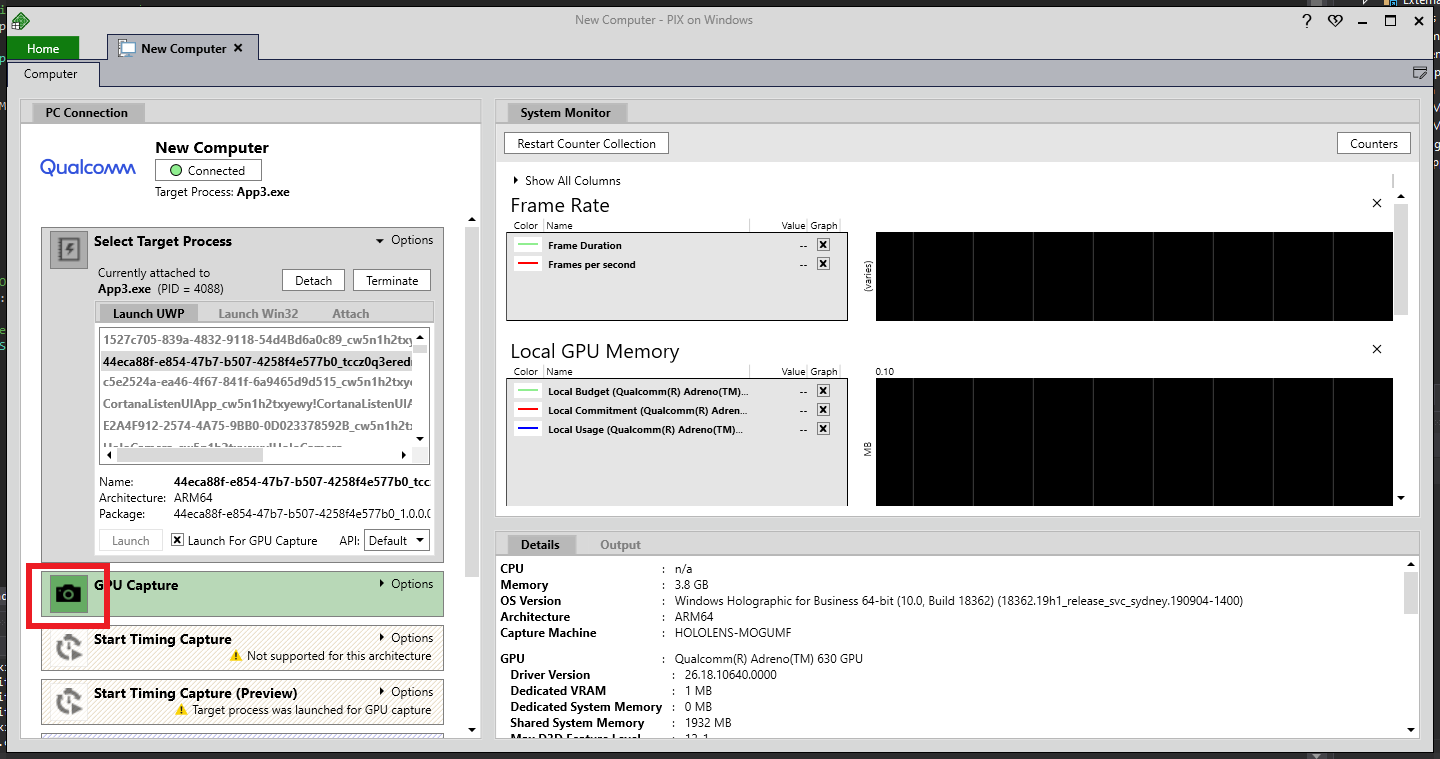 New Computer - PIX on Windows
Home
New Computer
Computer
PC Connection
Qualcomm
New Computer
Connected
Target Process: App3.exe
Select Target Process
Options
Currently attached to
App3.exe (PID = 4088)
Detach
Terminate
Launch UWP
Launch Win32
Attach
1527c705-839a-4832-9118-54d4Bd6a0c89_cw5n1h2txy
44eca88f-e854-47b7-b507-4258f4e577b0_tccz0q3eredr
c5e2524a-ea46-4f67-841f-6a9465d9d515_cw5n1h2txye
CortanaListenUIApp_cw5n1h2txyewy!CortanaListenUIA
E2A4F912-2574-4A75-9BB0-0D023378592B_cw5n1h2tx
Name: 44eca88f-e854-47b7-b507-4258f4e577b0_tccz
Architecture: ARM64
Package: 44eca88f-e854-47b7-b507-4258f4e577b0_1.0.0.0
Launch
Launch For GPU Capture
API:
Default
GPU Capture
Options
Start Timing Capture
Options
Not supported for this architecture
Start Timing Capture (Preview)
Options
Target process was launched for GPU capture
System Monitor
Restart Counter Collection
Counters
Show All Columns
Frame Rate
Color Name Value Graph
Frame Duration --
Frames per second --
(varies)
Local GPU Memory
Color Name Value Graph
0.10
Local Budget (Qualcomm(R) Adreno(TM)... --
Local Commitment (Qualcomm(R) Adren... --
Local Usage (Qualcomm(R) Adreno(TM)... --
MB
Details
Output
CPU : n/a
Memory : 3.8 GB
OS Version : Windows Holographic for Business 64-bit (10.0, Build 18362) (18362.19h1_release_svc_sydney.190904-1400)
Architecture : ARM64
Capture Machine : HOLOLENS-MOGUMF
GPU : Qualcomm(R) Adreno(TM) 630 GPU
Driver Version : 26.18.10640.0000
Dedicated VRAM : 1 MB
Dedicated System Memory : 0 MB
Shared System Memory : 1932 MB
Max D3D Feature Level : 12_1